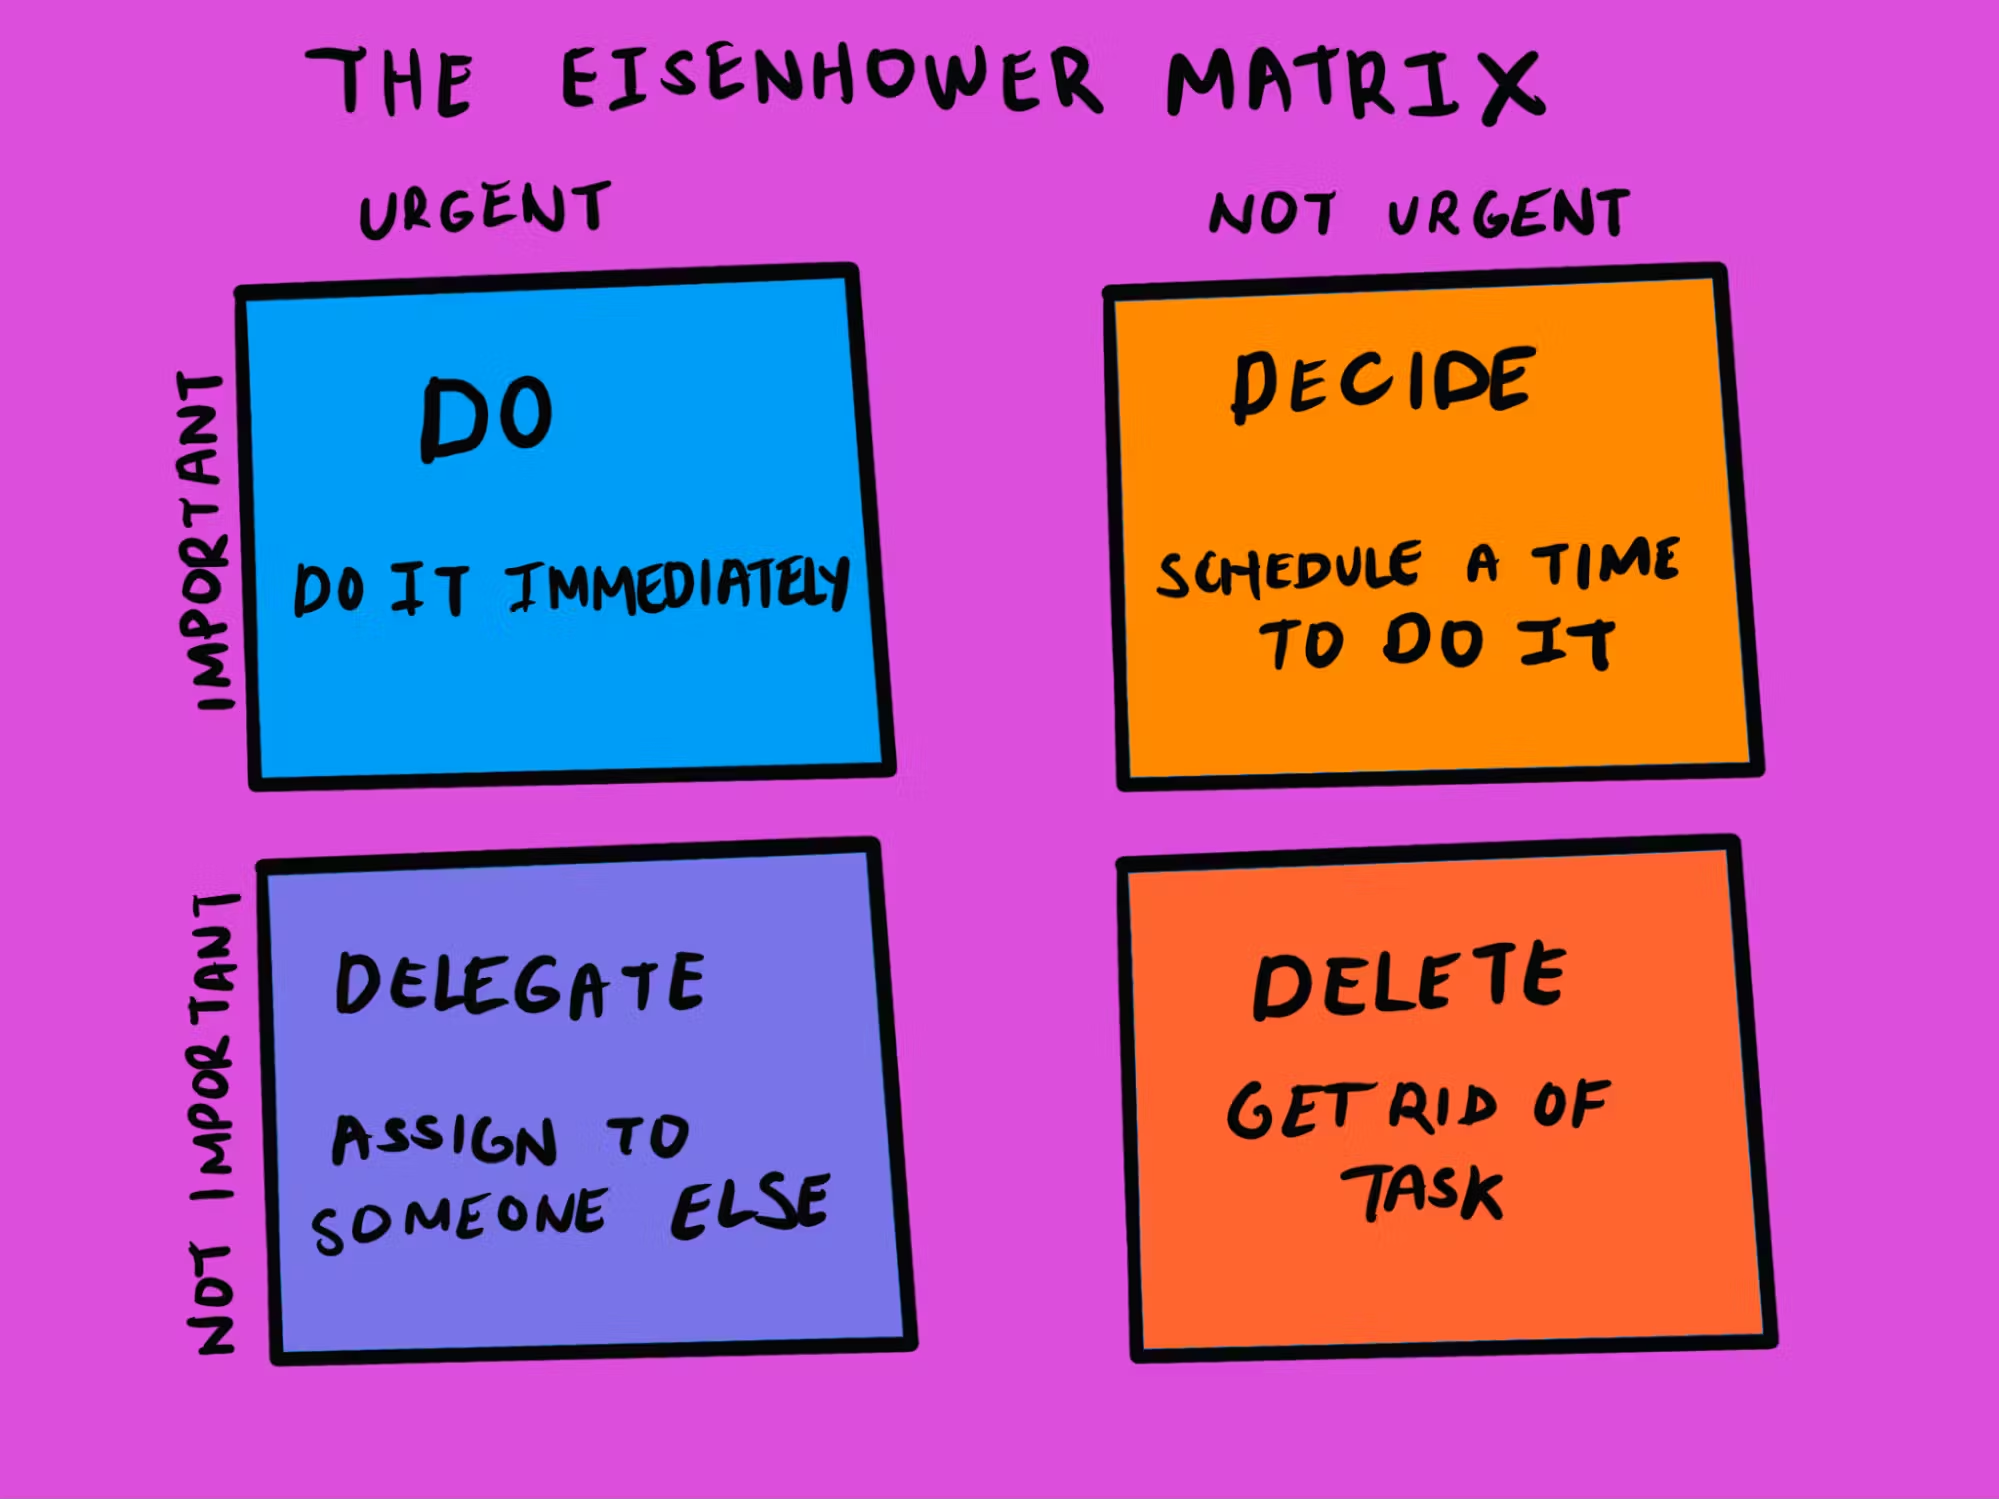 THE EISENHOWER MATRIX
URGENT
NOT URGENT
IMPORTANT
DO
DO IT IMMEDIATELY
DECIDE
SCHEDULE A TIME
TO DO IT
NOT IMPORTANT
DELEGATE
ASSIGN TO
SOMEONE ELSE
DELETE
GET RID OF
TASK